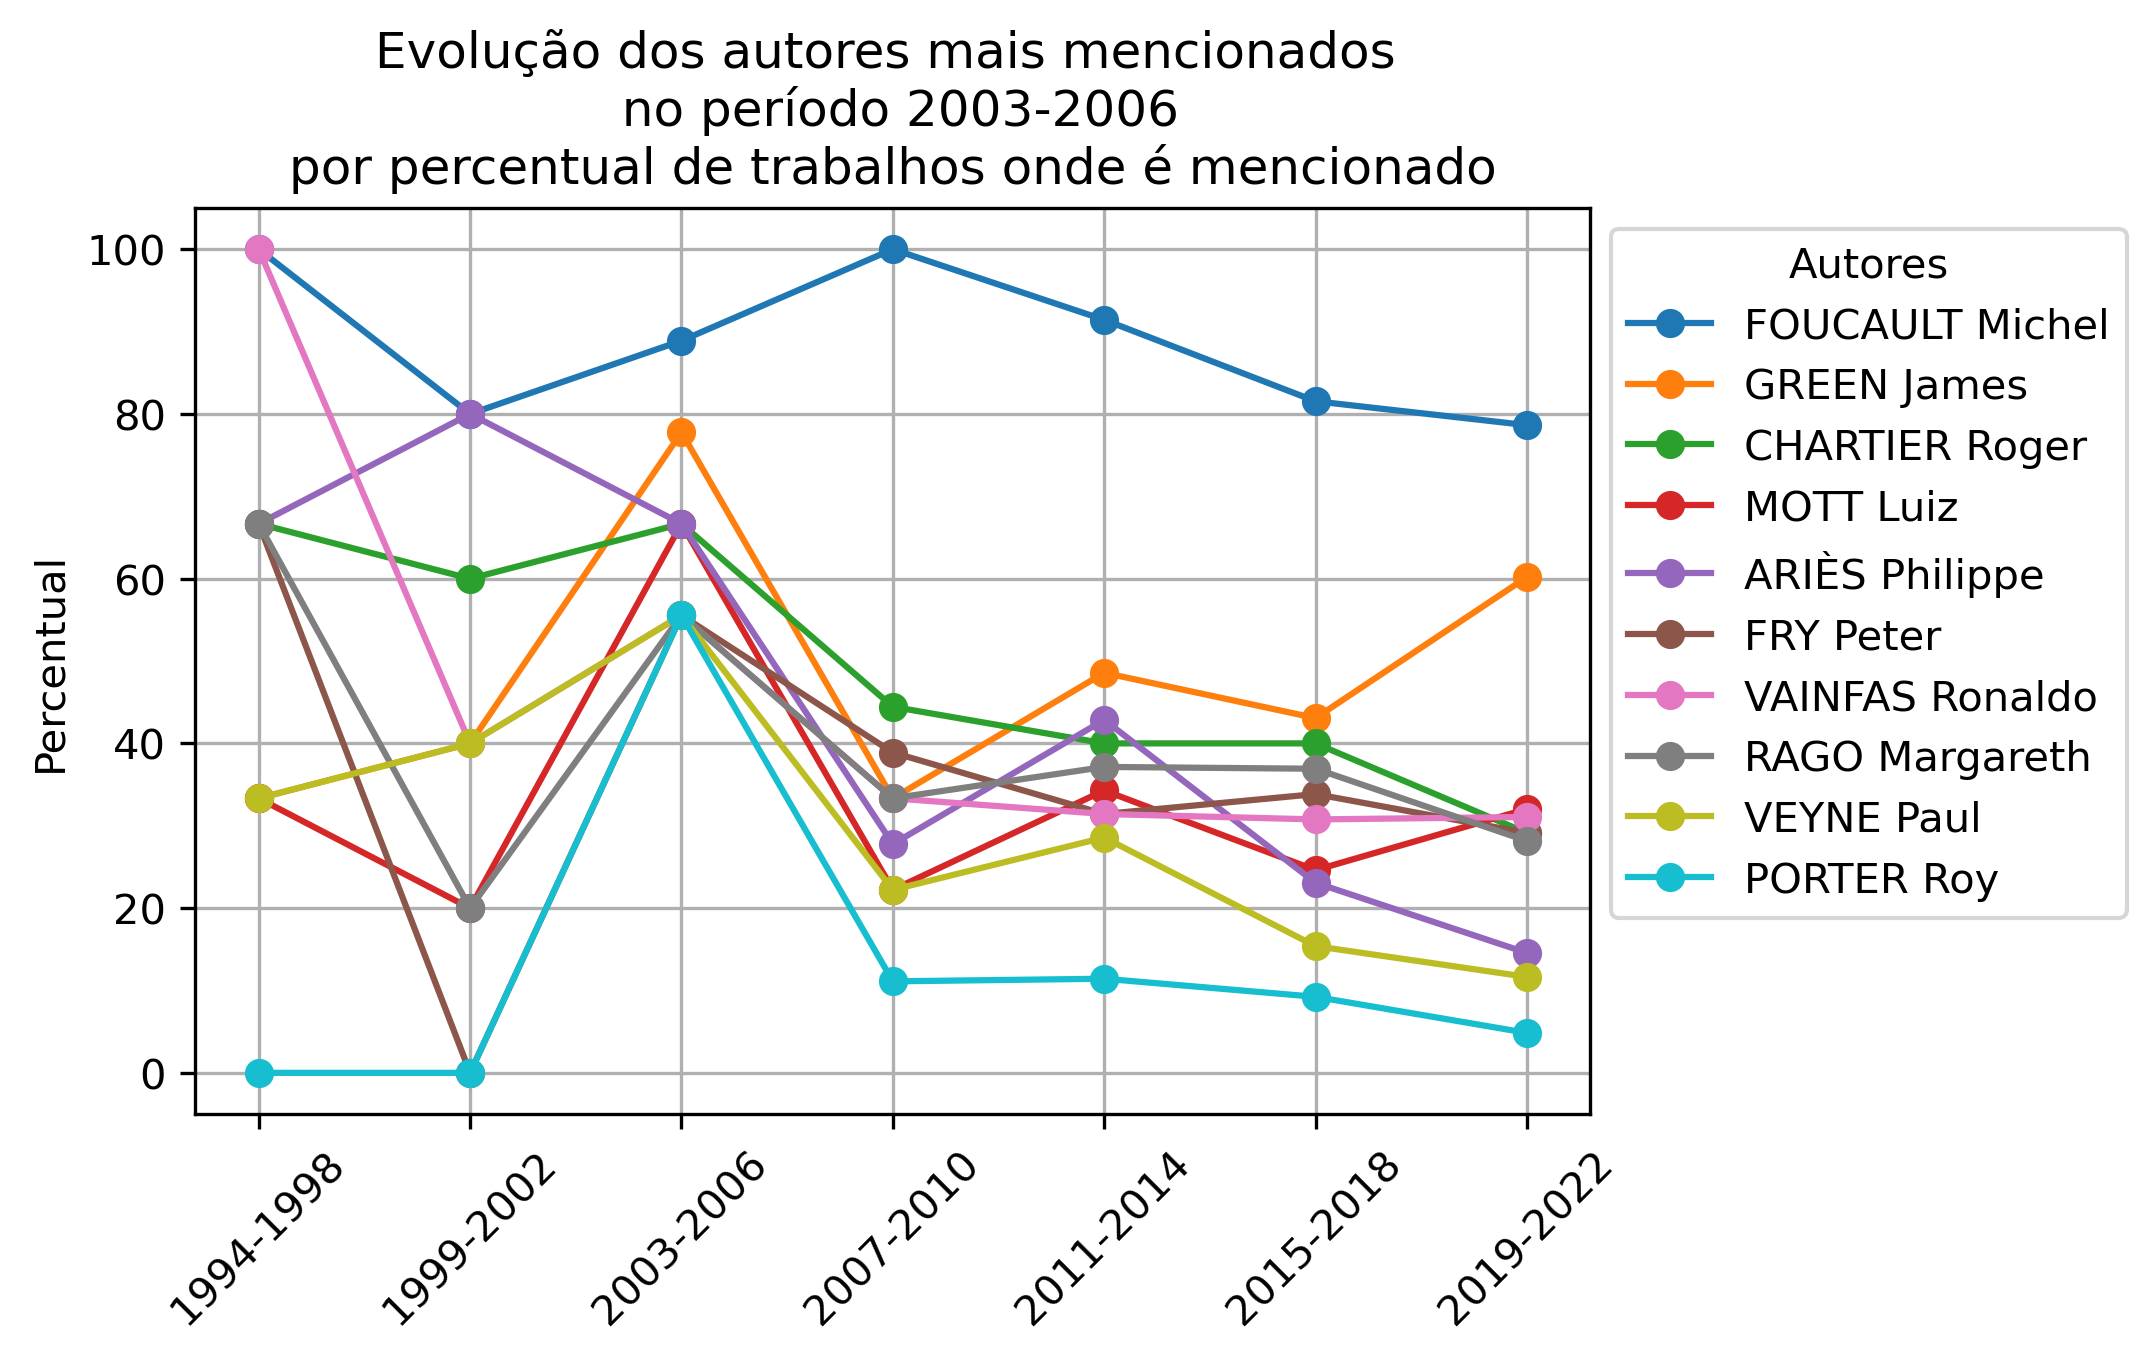 Evolução dos autores mais mencionados
no período 2003-2006
por percentual de trabalhos onde é mencionado
Percentual
100
80
60
40
20
0
1994-1998
1999-2002
2003-2006
2007-2010
2011-2014
2015-2018
2019-2022
Autores
FOUCAULT Michel
GREEN James
CHARTIER Roger
MOTT Luiz
ARIÈS Philippe
FRY Peter
VAINFAS Ronaldo
RAGO Margareth
VEYNE Paul
PORTER Roy